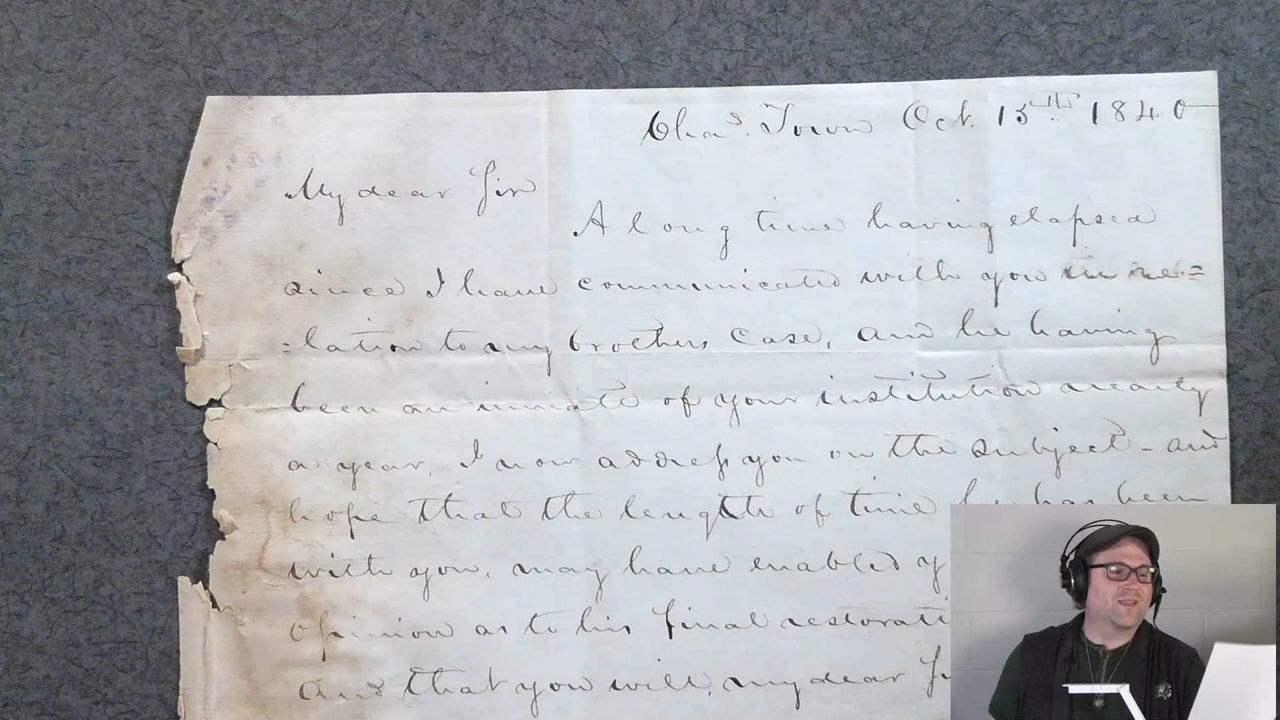 Chas. Town Oct. 15th. 1840
My dear Sir
A long time having elapsed
since I have communicated with you in re=
=lation to my brothers case, and he having
been an inmate of your institution nearly
a year, I now address you on the subject - and
hope that the length of time he has been
with you, may have enabled y
opinion as to his final restorati
and that you will, my dear S